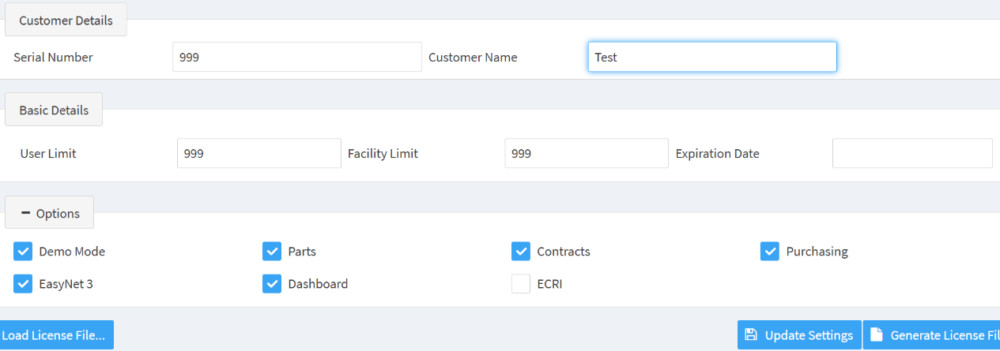 Customer Details
Serial Number 999 Customer Name Test
Basic Details
User Limit 999 Facility Limit 999 Expiration Date
Options
Demo Mode Parts Contracts Purchasing
EasyNet 3 Dashboard ECRI
Load License File... Update Settings Generate License Fil